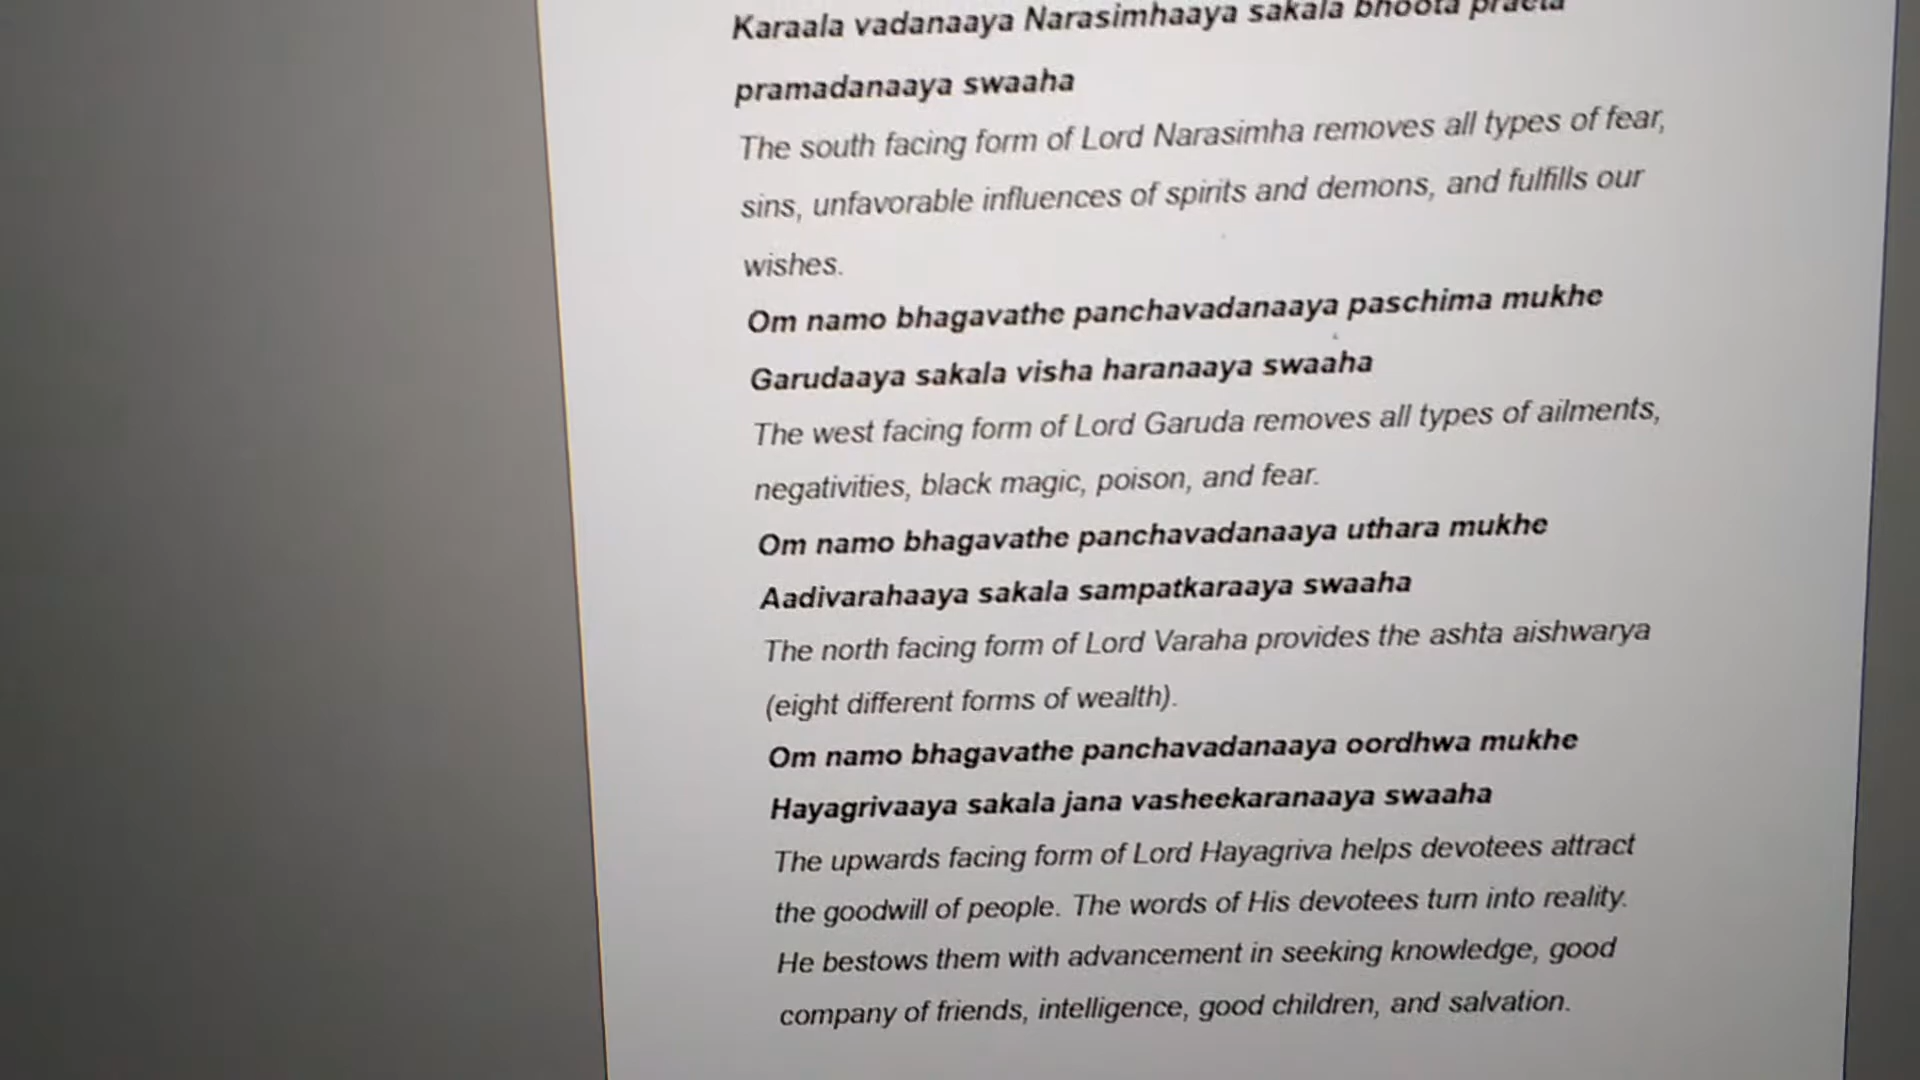 Karaala vadanaaya Narasimhaaya sakala bhoota praeta
pramadanaaya swaaha
The south facing form of Lord Narasimha removes all types of fear,
sins, unfavorable influences of spirits and demons, and fulfills our
wishes.
Om namo bhagavathe panchavadanaaya paschima mukhe
Garudaaya sakala visha haranaaya swaaha
The west facing form of Lord Garuda removes all types of ailments,
negativities, black magic, poison, and fear.
Om namo bhagavathe panchavadanaaya uthara mukhe
Aadivarahaaya sakala sampatkaraaya swaaha
The north facing form of Lord Varaha provides the ashta aishwarya
(eight different forms of wealth).
Om namo bhagavathe panchavadanaaya oordhwa mukhe
Hayagrivaaya sakala jana vasheekaranaaya swaaha
The upwards facing form of Lord Hayagriva helps devotees attract
the goodwill of people. The words of His devotees turn into reality.
He bestows them with advancement in seeking knowledge, good
company of friends, intelligence, good children, and salvation.